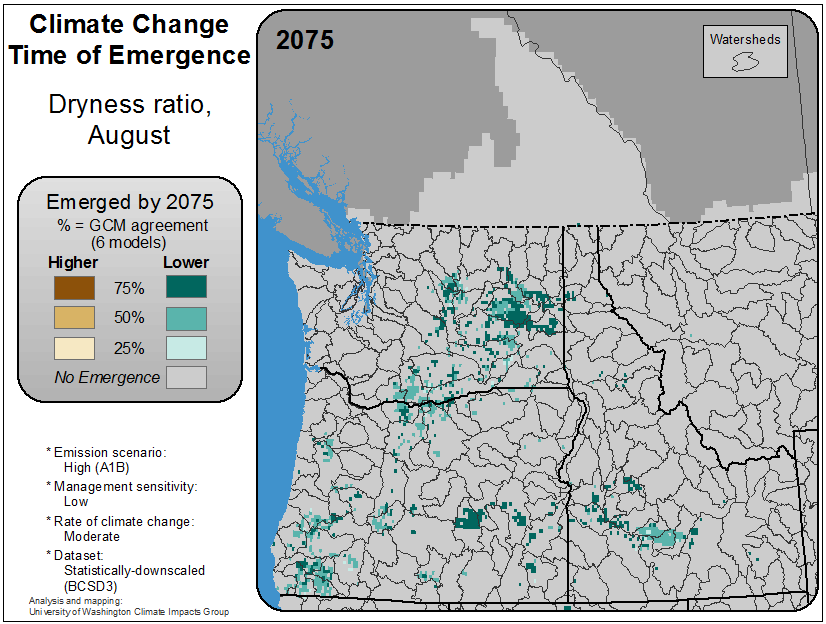 Climate Change
Time of Emergence
Dryness ratio,
August
Emerged by 2075
% = GCM agreement
(6 models)
Higher Lower
75%
50%
25%
No Emergence
* Emission scenario:
High (A1B)
* Management sensitivity:
Low
* Rate of climate change:
Moderate
* Dataset:
Statistically-downscaled
(BCSD3)
Analysis and mapping:
University of Washington Climate Impacts Group
2075
Watersheds